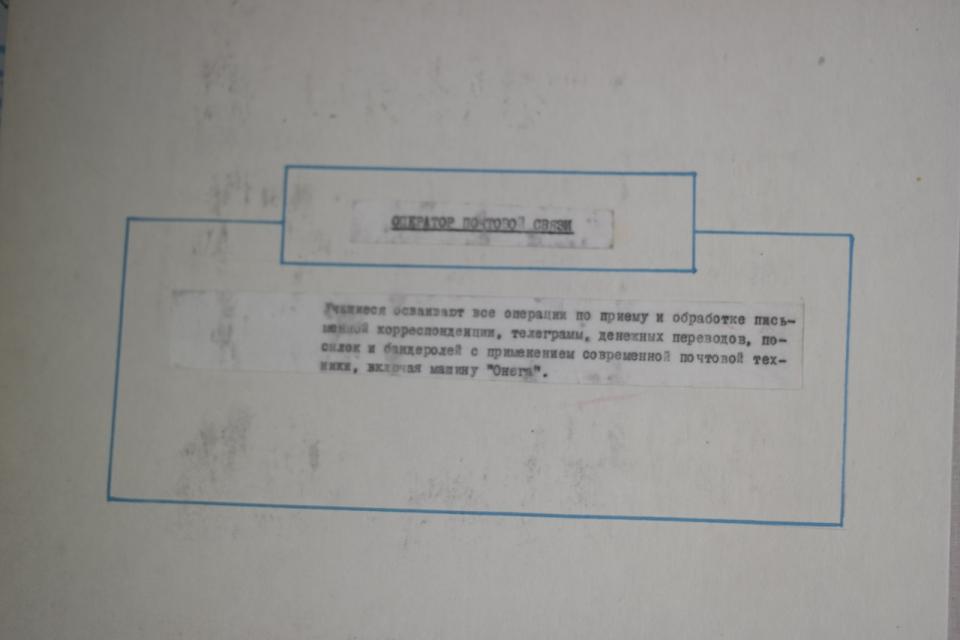 ОПЕРАТОР ПОЧТОВОЙ СВЯЗИ
Учащиеся осваивают все операции по приему и обработке пись-
менной корреспонденции, телеграмм, денежных переводов, по-
сылок и бандеролей с применением современной почтовой тех-
ники, включая машину "Онега".